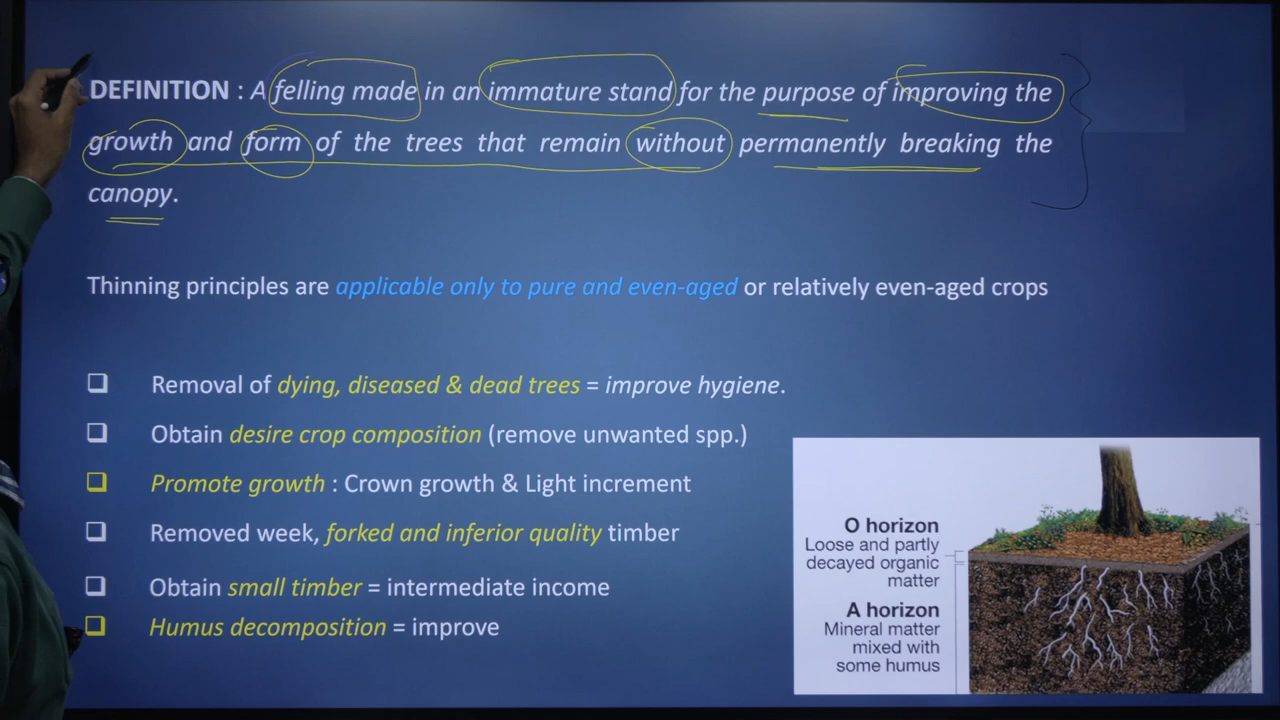 DEFINITION : A felling made in an immature stand for the purpose of improving the
growth and form of the trees that remain without permanently breaking the
canopy.
Thinning principles are applicable only to pure and even-aged or relatively even-aged crops
❑ Removal of dying, diseased & dead trees = improve hygiene.
❑ Obtain desire crop composition (remove unwanted spp.)
❑ Promote growth : Crown growth & Light increment
❑ Removed week, forked and inferior quality timber
❑ Obtain small timber = intermediate income
❑ Humus decomposition = improve
O horizon
Loose and partly
decayed organic
matter
A horizon
Mineral matter
mixed with
some humus